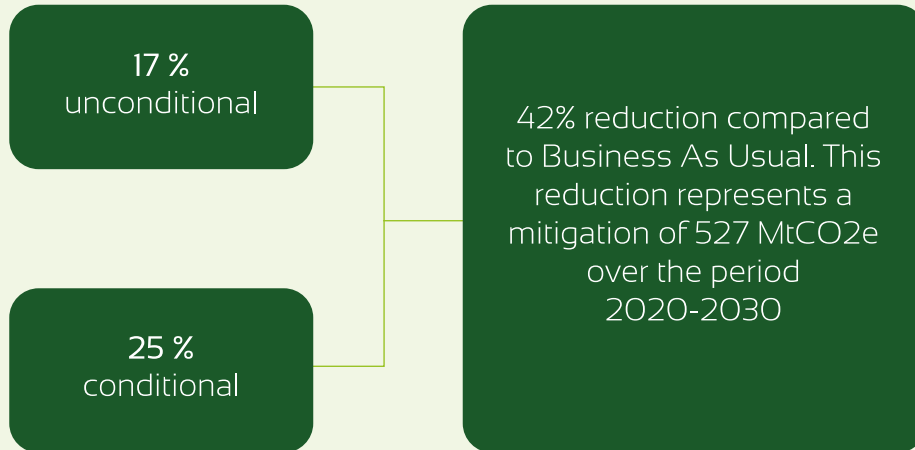 17 %
unconditional
25 %
conditional
42% reduction compared
to Business As Usual. This
reduction represents a
mitigation of 527 MtCO2e
over the period
2020-2030